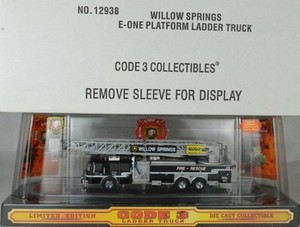 NO. 12938 WILLOW SPRINGS
E-ONE PLATFORM LADDER TRUCK
CODE 3 COLLECTIBLES®
REMOVE SLEEVE FOR DISPLAY
WILLOW SPRINGS
FIRE - RESCUE
LIMITED EDITION CODE 3 DIE CAST COLLECTIBLE
LADDER TRUCK